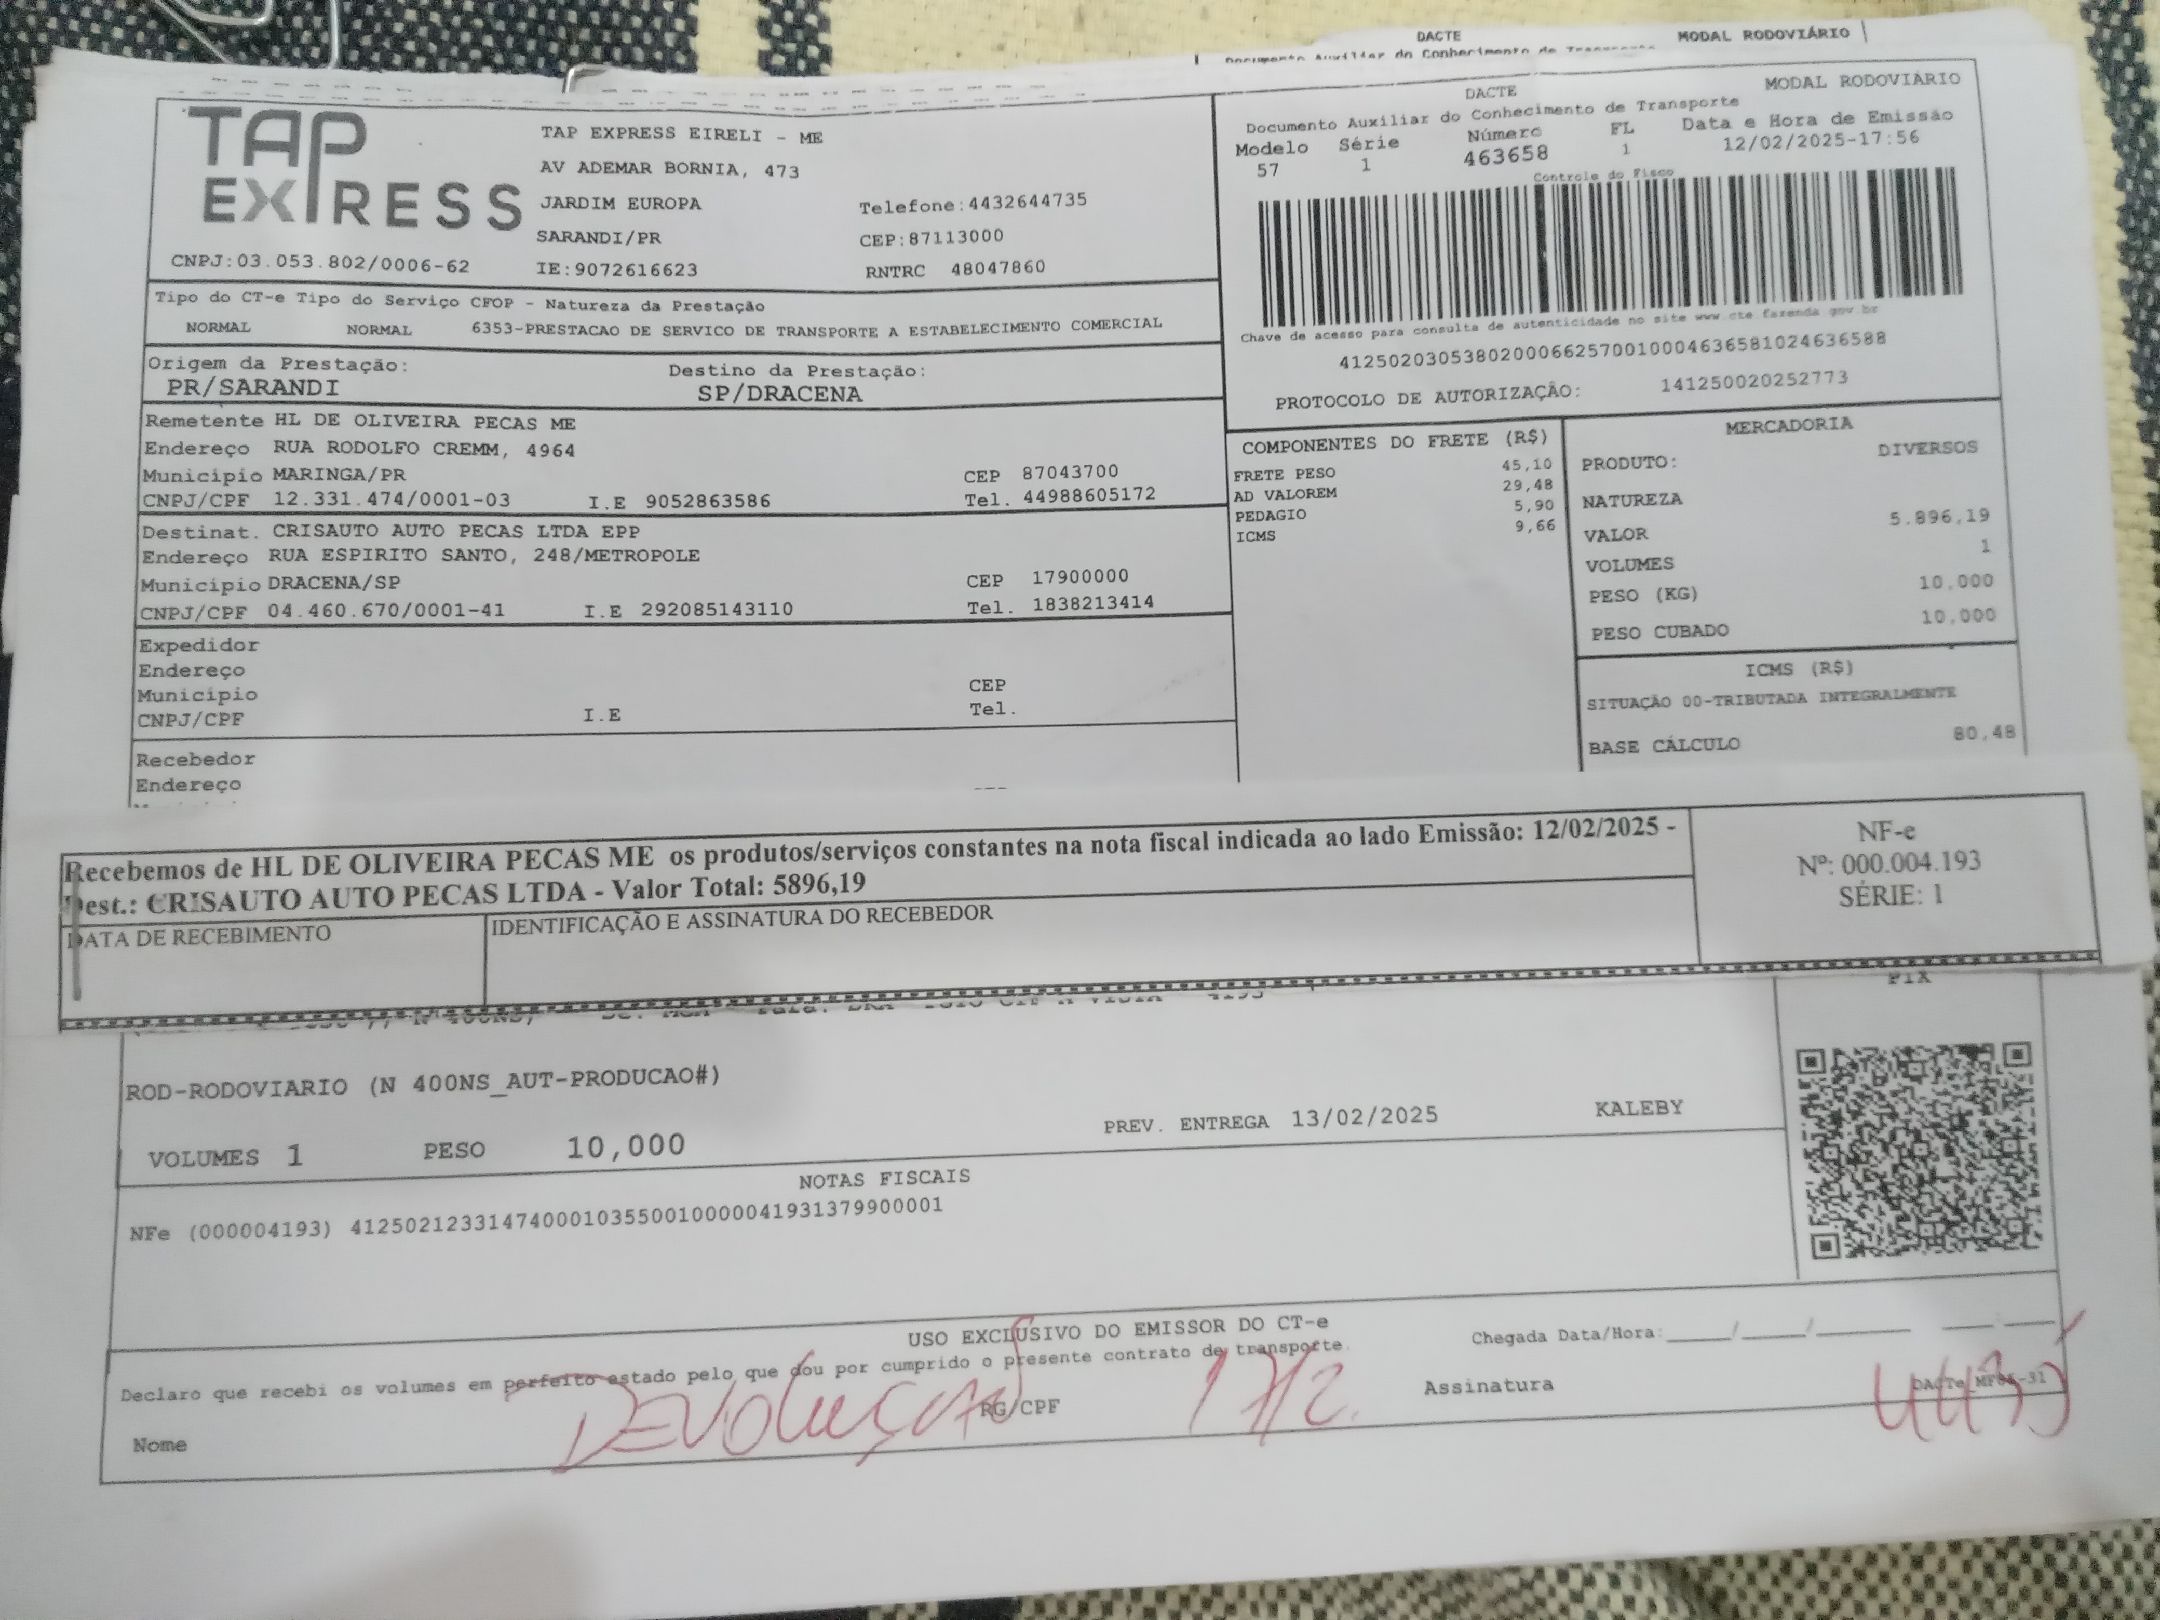 DACTE MODAL RODOVIÁRIO
TAP EXPRESS
CNPJ:03.053.802/0006-62
TAP EXPRESS EIRELI - ME
AV ADEMAR BORNIA, 473
JARDIM EUROPA Telefone:4432644735
SARANDI/PR CEP:87113000
IE:9072616623 RNTRC 48047860
DACTE MODAL RODOVIÁRIO
Documento Auxiliar do Conhecimento de Transporte
Modelo Série Número FL Data e Hora de Emissão
57 1 463658 1 12/02/2025-17:56
Controle do Fisco
Chave de acesso para consulta de autenticidade no site www.cte.fazenda.gov.br
41250203053802000662570010004636581024636588
PROTOCOLO DE AUTORIZAÇÃO: 141250020252773
Tipo do CT-e Tipo do Serviço CFOP - Natureza da Prestação
NORMAL NORMAL 6353-PRESTACAO DE SERVICO DE TRANSPORTE A ESTABELECIMENTO COMERCIAL
Origem da Prestação: Destino da Prestação:
PR/SARANDI SP/DRACENA
Remetente HL DE OLIVEIRA PECAS ME
Endereço RUA RODOLFO CREMM, 4964
Município MARINGA/PR CEP 87043700
CNPJ/CPF 12.331.474/0001-03 I.E 9052863586 Tel. 44988605172
Destinat. CRISAUTO AUTO PECAS LTDA EPP
Endereço RUA ESPIRITO SANTO, 248/METROPOLE
Município DRACENA/SP CEP 17900000
CNPJ/CPF 04.460.670/0001-41 I.E 292085143110 Tel. 1838213414
Expedidor
Endereço
Município CEP
CNPJ/CPF I.E Tel.
Recebedor
Endereço
COMPONENTES DO FRETE (R$)
FRETE PESO 45,10
AD VALOREM 29,48
PEDAGIO 5,90
ICMS 9,66
MERCADORIA
PRODUTO: DIVERSOS
NATUREZA
VALOR 5.896,19
VOLUMES 1
PESO (KG) 10,000
PESO CUBADO 10,000
ICMS (R$)
SITUAÇÃO 00-TRIBUTADA INTEGRALMENTE
BASE CÁLCULO 80,48
Recebemos de HL DE OLIVEIRA PECAS ME os produtos/serviços constantes na nota fiscal indicada ao lado Emissão: 12/02/2025 -
Dest.: CRISAUTO AUTO PECAS LTDA - Valor Total: 5896,19
DATA DE RECEBIMENTO IDENTIFICAÇÃO E ASSINATURA DO RECEBEDOR
NF-e
Nº: 000.004.193
SÉRIE: 1
PIX
ROD-RODOVIARIO (N 400NS_AUT-PRODUCAO#)
VOLUMES 1 PESO 10,000 PREV. ENTREGA 13/02/2025 KALEBY
NOTAS FISCAIS
NFe (000004193) 41250212331474000103550010000041931379900001
USO EXCLUSIVO DO EMISSOR DO CT-e
Declaro que recebi os volumes em perfeito estado pelo que dou por cumprido o presente contrato de transporte.
Chegada Data/Hora:_____/_____/_______ ____:____
Nome RG/CPF Assinatura
DEVOLUÇÃO 17/2.